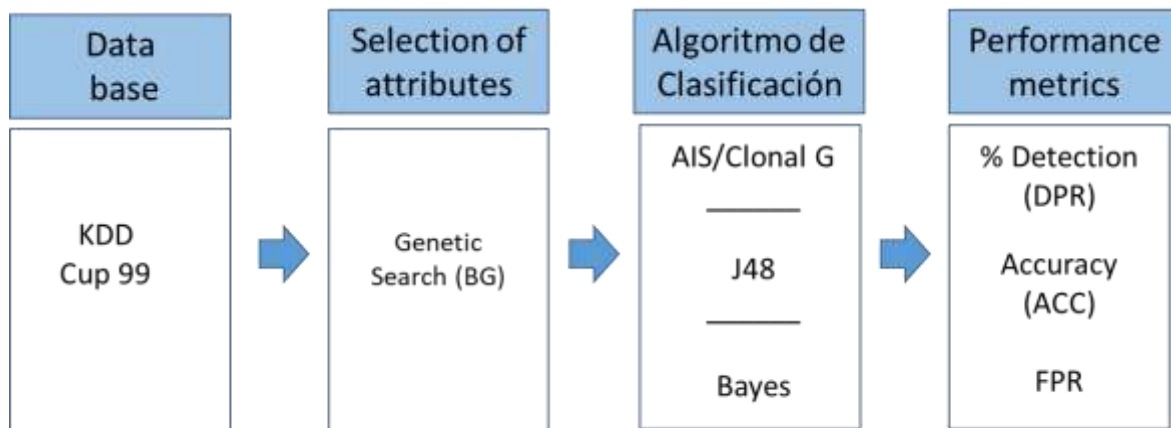 Data
base
Selection of
attributes
Algoritmo de
Clasificación
Performance
metrics
KDD
Cup 99
Genetic
Search (BG)
AIS/Clonal G
J48
Bayes
% Detection
(DPR)
Accuracy
(ACC)
FPR